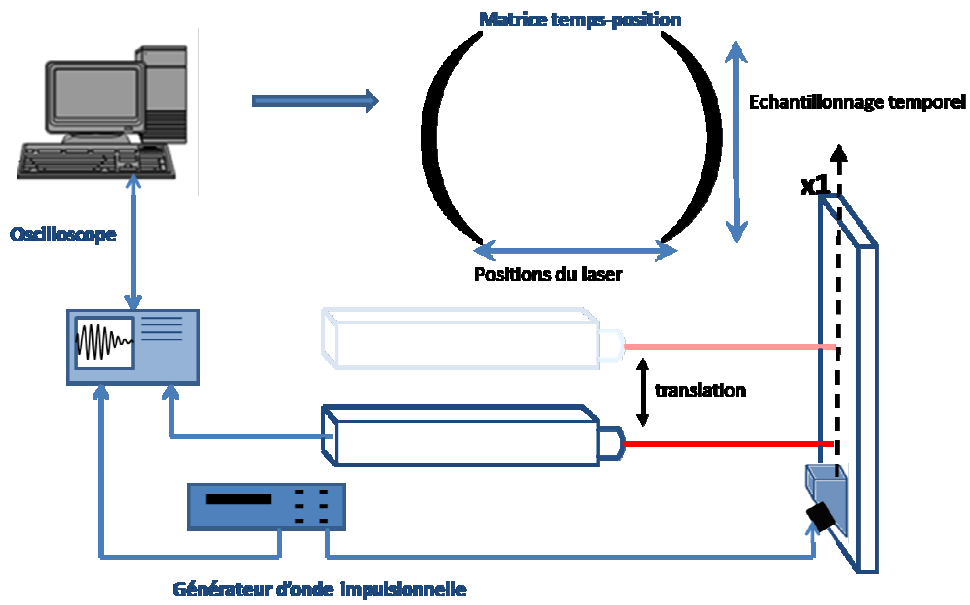 Matrice temps-position
Echantillonnage temporel
x1
Oscilloscope
Positions du laser
translation
Générateur d'onde impulsionnelle